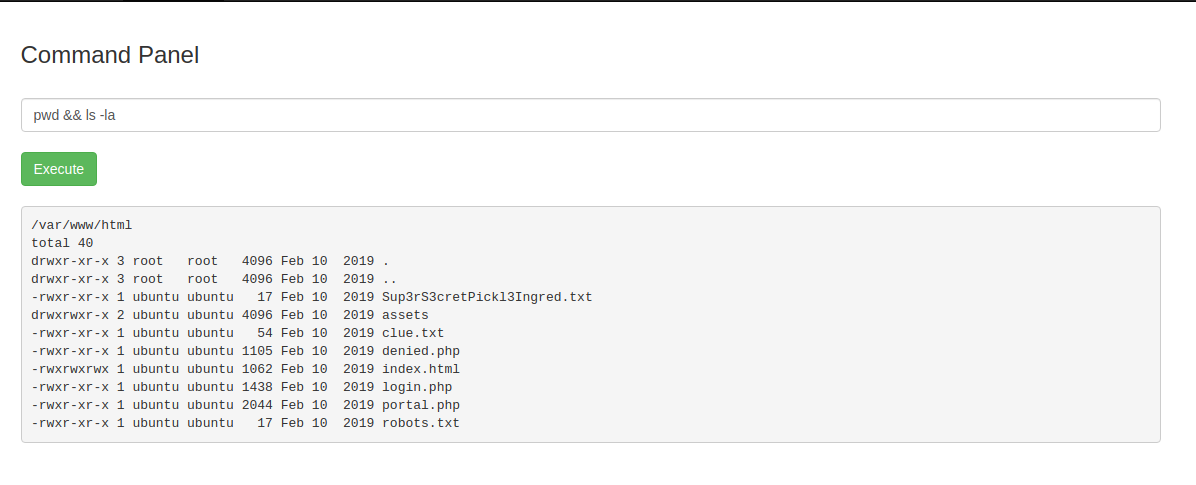 Command Panel
pwd && ls -la
Execute
/var/www/html
total 40
drwxr-xr-x 3 root   root   4096 Feb 10  2019 .
drwxr-xr-x 3 root   root   4096 Feb 10  2019 ..
-rwxr-xr-x 1 ubuntu ubuntu   17 Feb 10  2019 Sup3rS3cretPickl3Ingred.txt
drwxrwxr-x 2 ubuntu ubuntu 4096 Feb 10  2019 assets
-rwxr-xr-x 1 ubuntu ubuntu   54 Feb 10  2019 clue.txt
-rwxr-xr-x 1 ubuntu ubuntu 1105 Feb 10  2019 denied.php
-rwxrwxrwx 1 ubuntu ubuntu 1062 Feb 10  2019 index.html
-rwxr-xr-x 1 ubuntu ubuntu 1438 Feb 10  2019 login.php
-rwxr-xr-x 1 ubuntu ubuntu 2044 Feb 10  2019 portal.php
-rwxr-xr-x 1 ubuntu ubuntu   17 Feb 10  2019 robots.txt